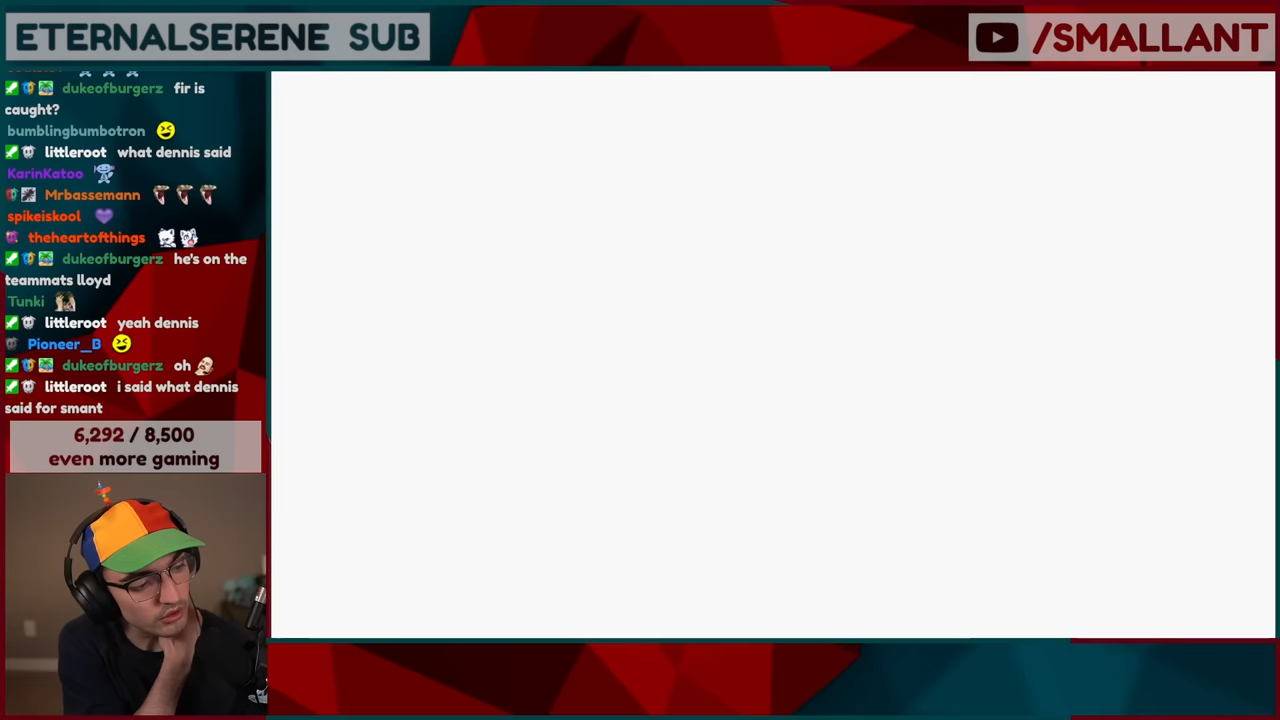 ETERNALSERENE SUB
/SMALLANT
dukeofburgerz fir is
caught?
bumblingbumbotron
littleroot what dennis said
KarinKatoo
Mrbassemann
spikeiskool
theheartofthings
dukeofburgerz he's on the
teammats lloyd
Tunki
littleroot yeah dennis
Pioneer__B
dukeofburgerz oh
littleroot i said what dennis
said for smant
6,292 / 8,500
even more gaming